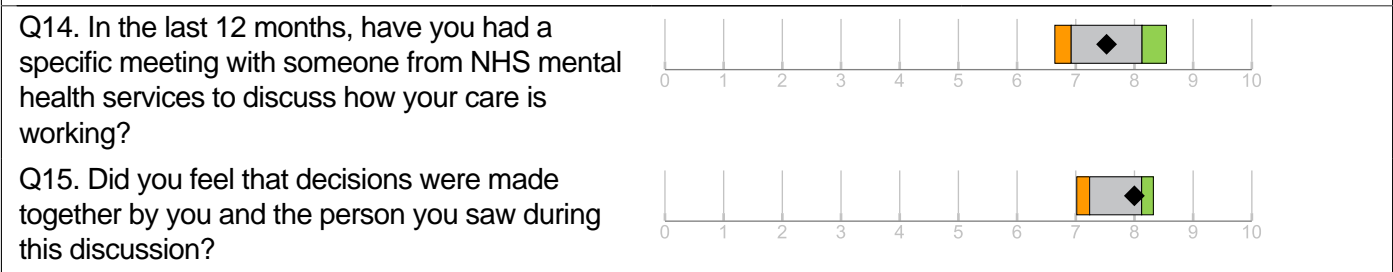 Q14. In the last 12 months, have you had a
specific meeting with someone from NHS mental
health services to discuss how your care is
working?
0 1 2 3 4 5 6 7 8 9 10
Q15. Did you feel that decisions were made
together by you and the person you saw during
this discussion?
0 1 2 3 4 5 6 7 8 9 10